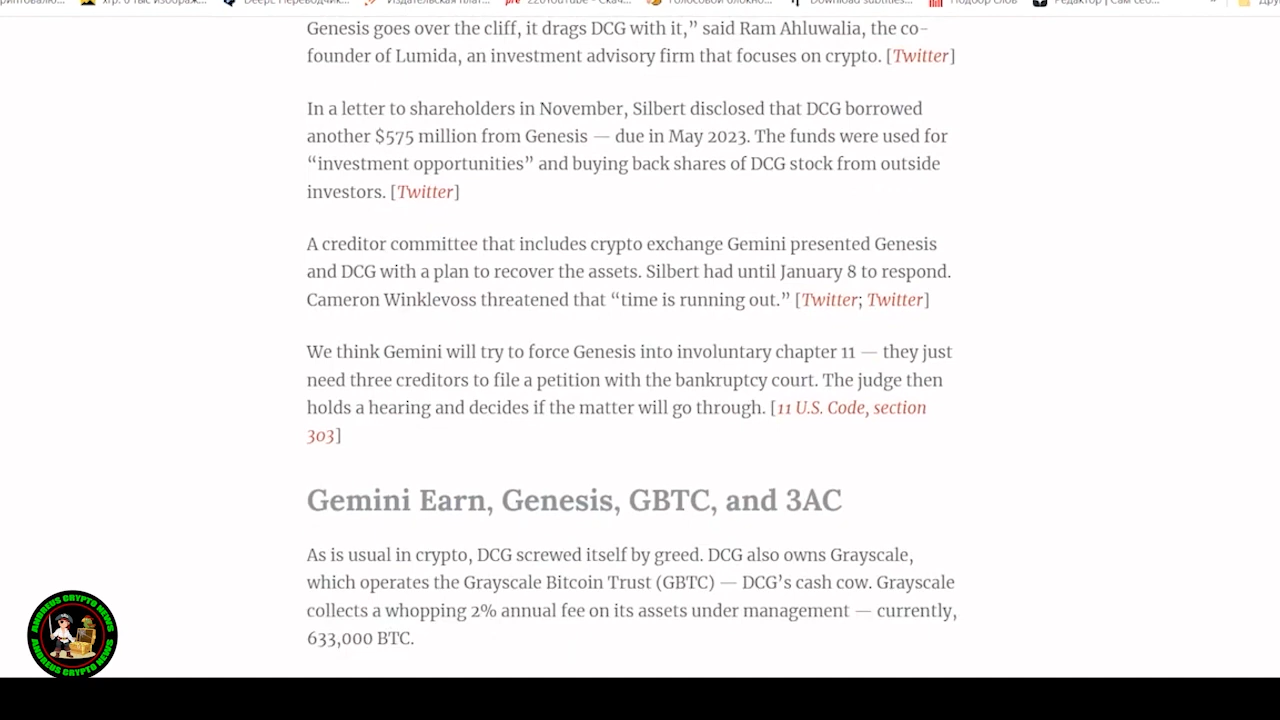 Genesis goes over the cliff, it drags DCG with it,” said Ram Ahluwalia, the co-
founder of Lumida, an investment advisory firm that focuses on crypto. [Twitter]
In a letter to shareholders in November, Silbert disclosed that DCG borrowed
another $575 million from Genesis — due in May 2023. The funds were used for
“investment opportunities” and buying back shares of DCG stock from outside
investors. [Twitter]
A creditor committee that includes crypto exchange Gemini presented Genesis
and DCG with a plan to recover the assets. Silbert had until January 8 to respond.
Cameron Winklevoss threatened that “time is running out.” [Twitter; Twitter]
We think Gemini will try to force Genesis into involuntary chapter 11 — they just
need three creditors to file a petition with the bankruptcy court. The judge then
holds a hearing and decides if the matter will go through. [11 U.S. Code, section
303]
Gemini Earn, Genesis, GBTC, and 3AC
As is usual in crypto, DCG screwed itself by greed. DCG also owns Grayscale,
which operates the Grayscale Bitcoin Trust (GBTC) — DCG’s cash cow. Grayscale
collects a whopping 2% annual fee on its assets under management — currently,
633,000 BTC.
ANDREUS CRYPTO NEWS
ANDREUS CRYPTO NEWS